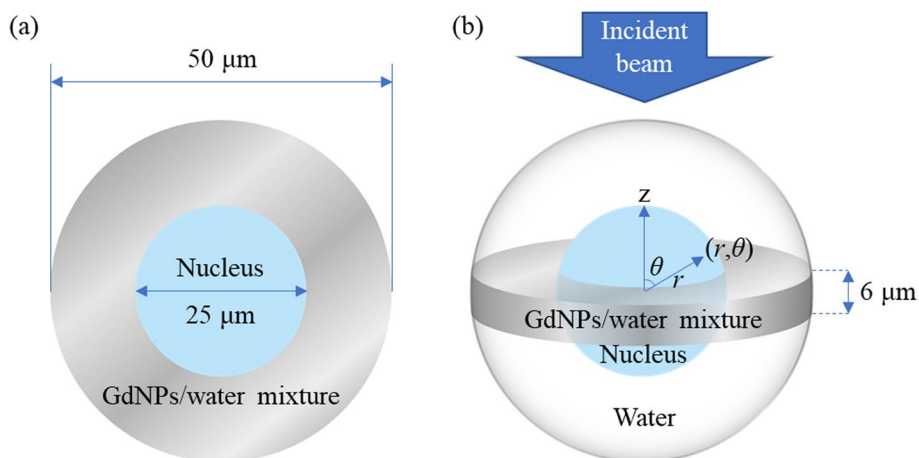 (a)
50 µm
Nucleus
25 µm
GdNPs/water mixture
(b)
Incident
beam
z
(r,θ)
θ
r
6 µm
GdNPs/water mixture
Nucleus
Water